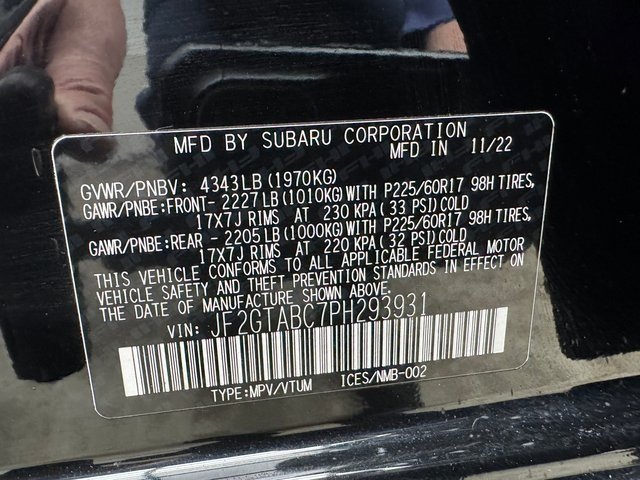 MFD BY SUBARU CORPORATION
MFD IN 11/22
GVWR/PNBV: 4343LB (1970KG)
GAWR/PNBE:FRONT- 2227 LB (1010KG) WITH P225/60R17 98H TIRES,
17X7J RIMS AT 230 KPA (33 PSI) COLD
GAWR/PNBE:REAR - 2205 LB (1000KG) WITH P225/60R17 98H TIRES,
17X7J RIMS AT 220 KPA (32 PSI) COLD
THIS VEHICLE CONFORMS TO ALL APPLICABLE FEDERAL MOTOR
VEHICLE SAFETY AND THEFT PREVENTION STANDARDS IN EFFECT ON
THE DATE OF MANUFACTURE SHOWN ABOVE.
VIN: JF2GTABC7PH293931
TYPE:MPV/VTUM ICES/NMB-002